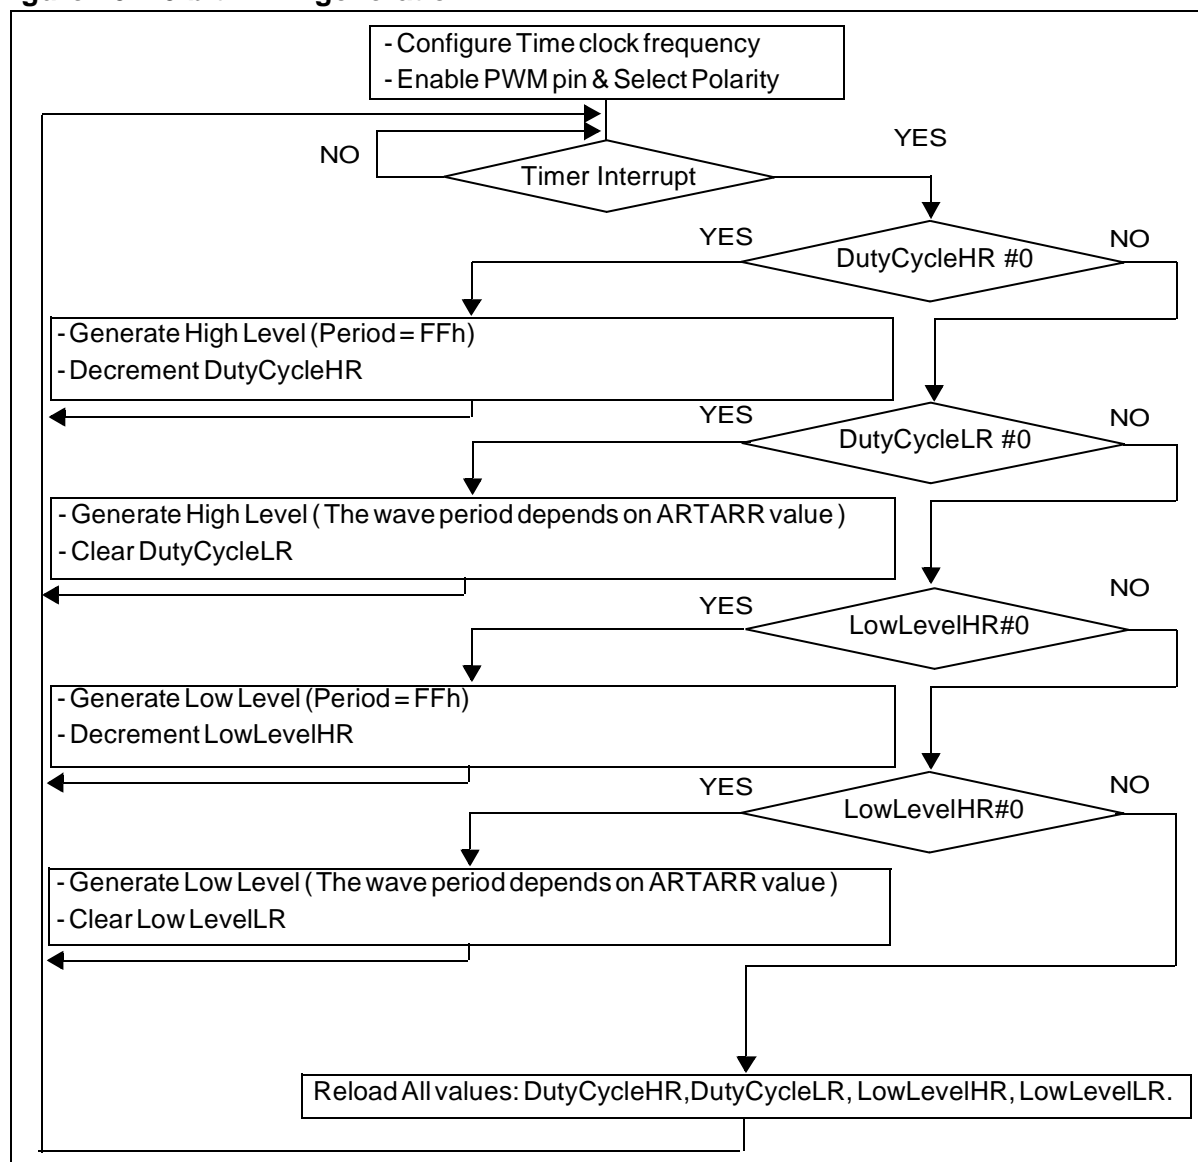 - Configure Time clock frequency
- Enable PWM pin & Select Polarity
YES
NO
Timer Interrupt
YES
NO
DutyCycleHR #0
- Generate High Level (Period = FFh)
- Decrement DutyCycleHR
YES
NO
DutyCycleLR #0
- Generate High Level ( The wave period depends on ARTARR value )
- Clear DutyCycleLR
YES
NO
LowLevelHR#0
- Generate Low Level (Period = FFh)
- Decrement LowLevelHR
YES
NO
LowLevelHR#0
- Generate Low Level ( The wave period depends on ARTARR value )
- Clear Low LevelLR
Reload All values: DutyCycleHR,DutyCycleLR, LowLevelHR, LowLevelLR.